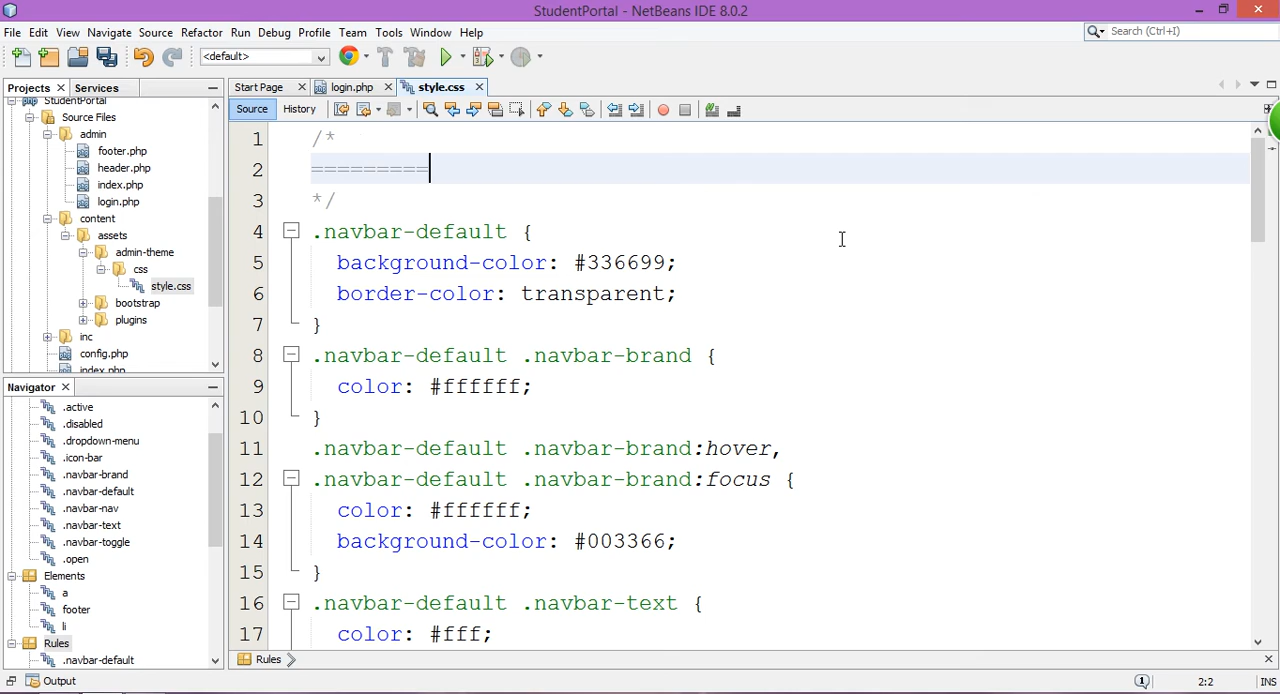 StudentPortal - NetBeans IDE 8.0.2
File Edit View Navigate Source Refactor Run Debug Profile Team Tools Window Help
Search (Ctrl+I)
<default>
Projects Services
Start Page login.php style.css
Source History
StudentPortal
Source Files
admin
footer.php
header.php
index.php
login.php
content
assets
admin-theme
css
style.css
bootstrap
plugins
inc
config.php
index.php
Navigator
.active
.disabled
.dropdown-menu
.icon-bar
.navbar-brand
.navbar-default
.navbar-nav
.navbar-text
.navbar-toggle
.open
Elements
a
footer
li
Rules
.navbar-default
1 /*
2 =========
3 */
4 .navbar-default {
5 background-color: #336699;
6 border-color: transparent;
7 }
8 .navbar-default .navbar-brand {
9 color: #ffffff;
10 }
11 .navbar-default .navbar-brand:hover,
12 .navbar-default .navbar-brand:focus {
13 color: #ffffff;
14 background-color: #003366;
15 }
16 .navbar-default .navbar-text {
17 color: #fff;
Rules
Output
1 2:2 INS